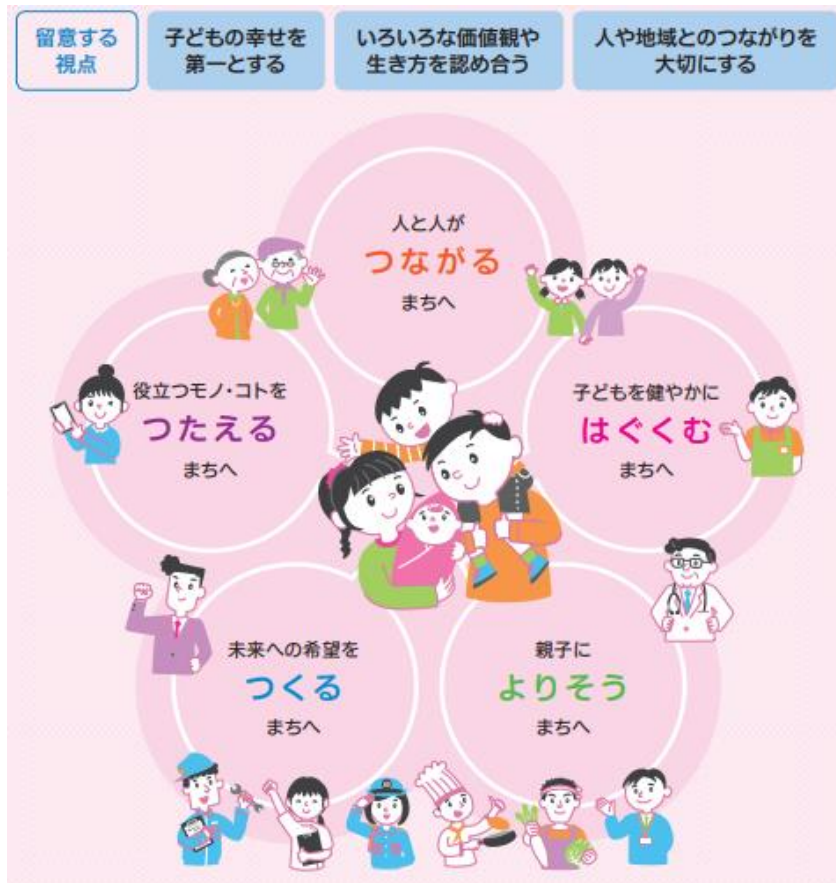 留意する
視点
子どもの幸せを
第一とする
いろいろな価値観や
生き方を認め合う
人や地域とのつながりを
大切にする
人と人が
つながる
まちへ
役立つモノ・コトを
つたえる
まちへ
子どもを健やかに
はぐくむ
まちへ
未来への希望を
つくる
まちへ
親子に
よりそう
まちへ